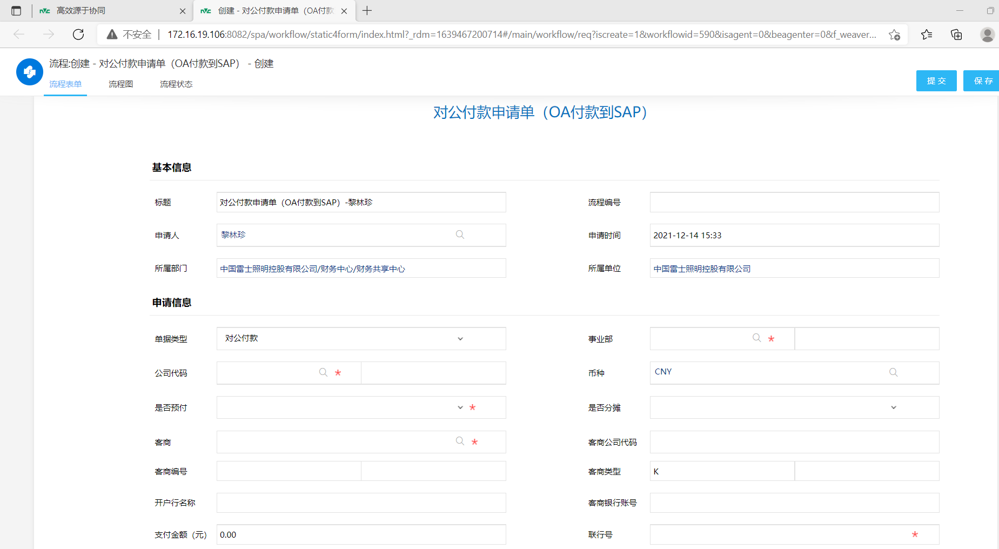 高效源于协同
创建 - 对公付款申请单（OA付款
不安全
172.16.19.106:8082/spa/workflow/static4form/index.html?_rdm=1639467200714#/main/workflow/req?iscreate=1&workflowid=590&isagent=0&beagenter=0&f_weaver...
流程:创建 - 对公付款申请单（OA付款到SAP） - 创建
流程表单 流程图 流程状态
提交 保存
对公付款申请单（OA付款到SAP）
基本信息
标题 对公付款申请单（OA付款到SAP）-黎林珍 流程编号
申请人 黎林珍 申请时间 2021-12-14 15:33
所属部门 中国雷士照明控股有限公司/财务中心/财务共享中心 所属单位 中国雷士照明控股有限公司
申请信息
单据类型 对公付款 事业部 *
公司代码 * 币种 CNY
是否预付 * 是否分摊
客商 * 客商公司代码
客商编号 客商类型 K
开户行名称 客商银行账号
支付金额（元） 0.00 联行号 *